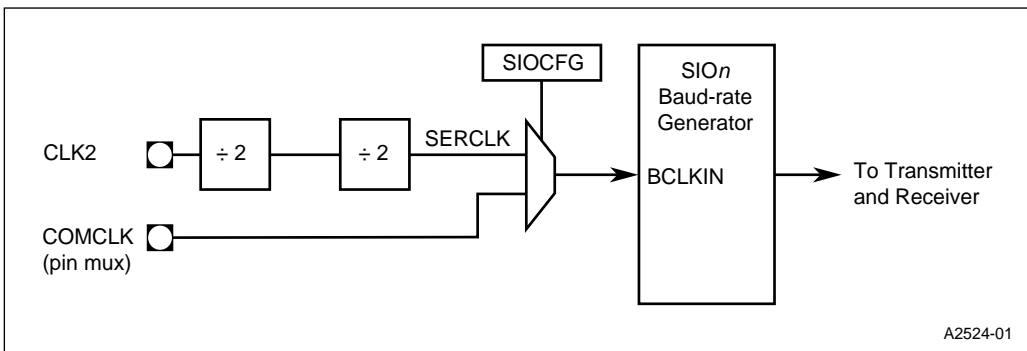 SIOCFG
SIOn
Baud-rate
Generator
CLK2
÷ 2
÷ 2
SERCLK
BCLKIN
To Transmitter
and Receiver
COMCLK
(pin mux)
A2524-01